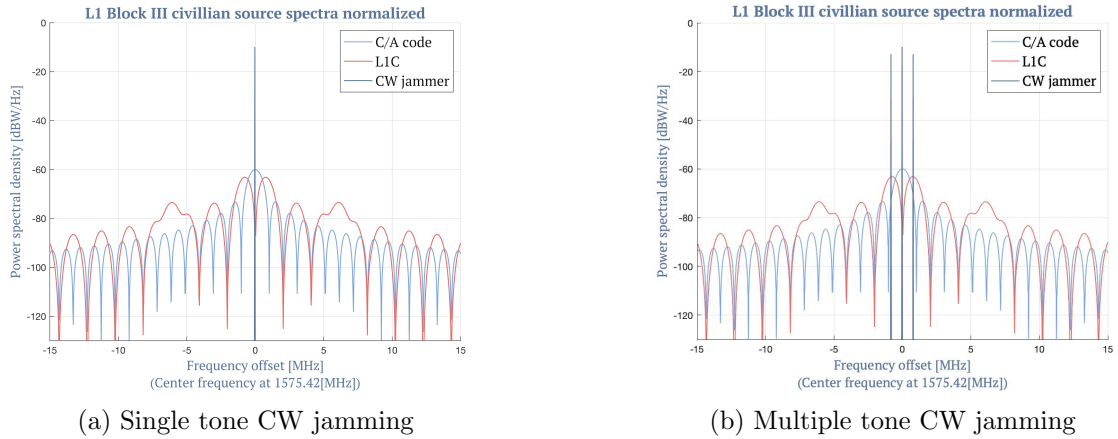 L1 Block III civillian source spectra normalized
C/A code
L1C
CW jammer
Power spectral density [dBW/Hz]
0
-20
-40
-60
-80
-100
-120
-15
-10
-5
0
5
10
15
Frequency offset [MHz]
(Center frequency at 1575.42[MHz])
(a) Single tone CW jamming
L1 Block III civillian source spectra normalized
C/A code
L1C
CW jammer
Power spectral density [dBW/Hz]
0
-20
-40
-60
-80
-100
-120
-15
-10
-5
0
5
10
15
Frequency offset [MHz]
(Center frequency at 1575.42[MHz])
(b) Multiple tone CW jamming